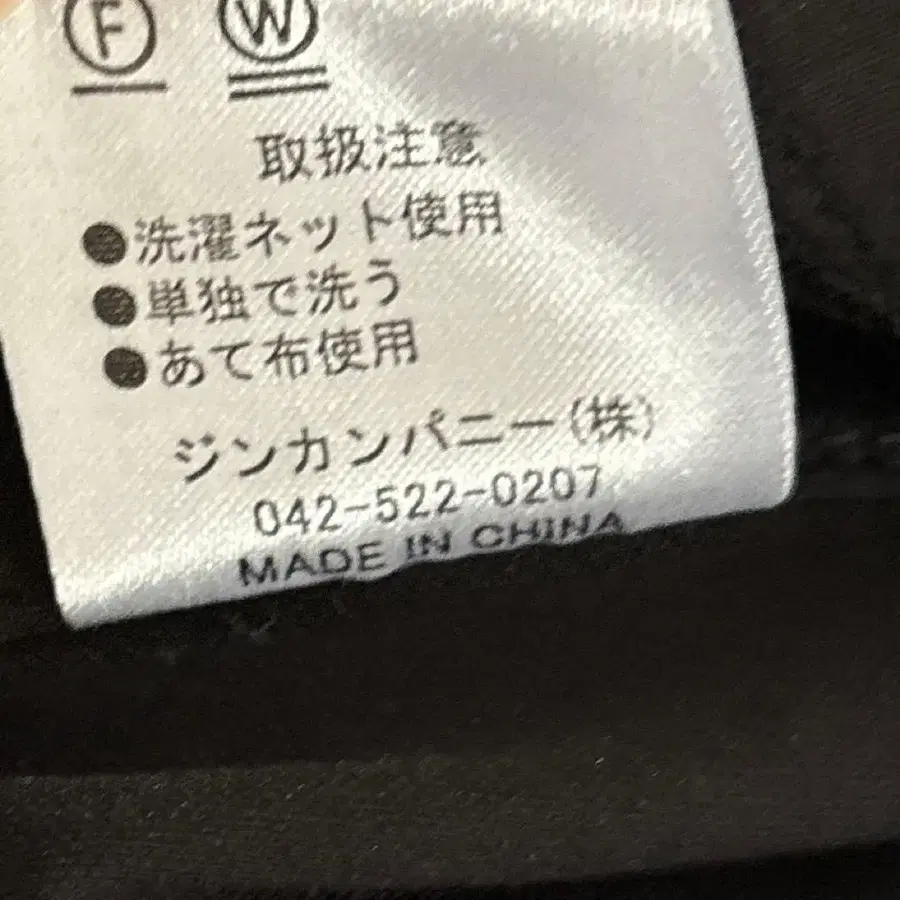 F W
取扱注意
●洗濯ネット使用
●単独で洗う
●あて布使用
ジンカンパニー(株)
042-522-0207
MADE IN CHINA